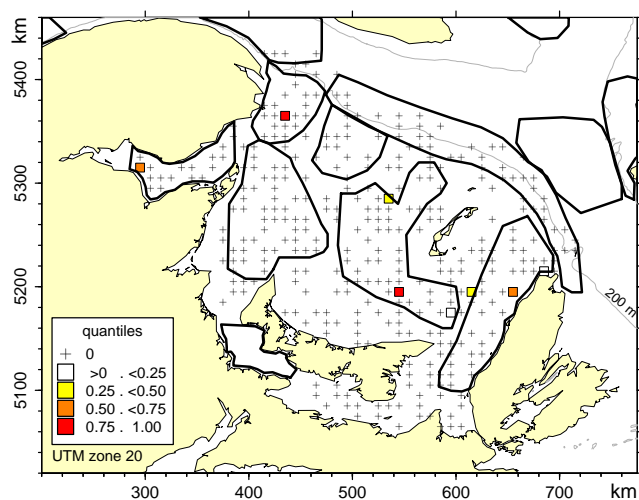 km
5400
5300
5200
5100
200 m
quantiles
0
>0 . <0.25
0.25 . <0.50
0.50 . <0.75
0.75 . 1.00
UTM zone 20
300 400 500 600 km